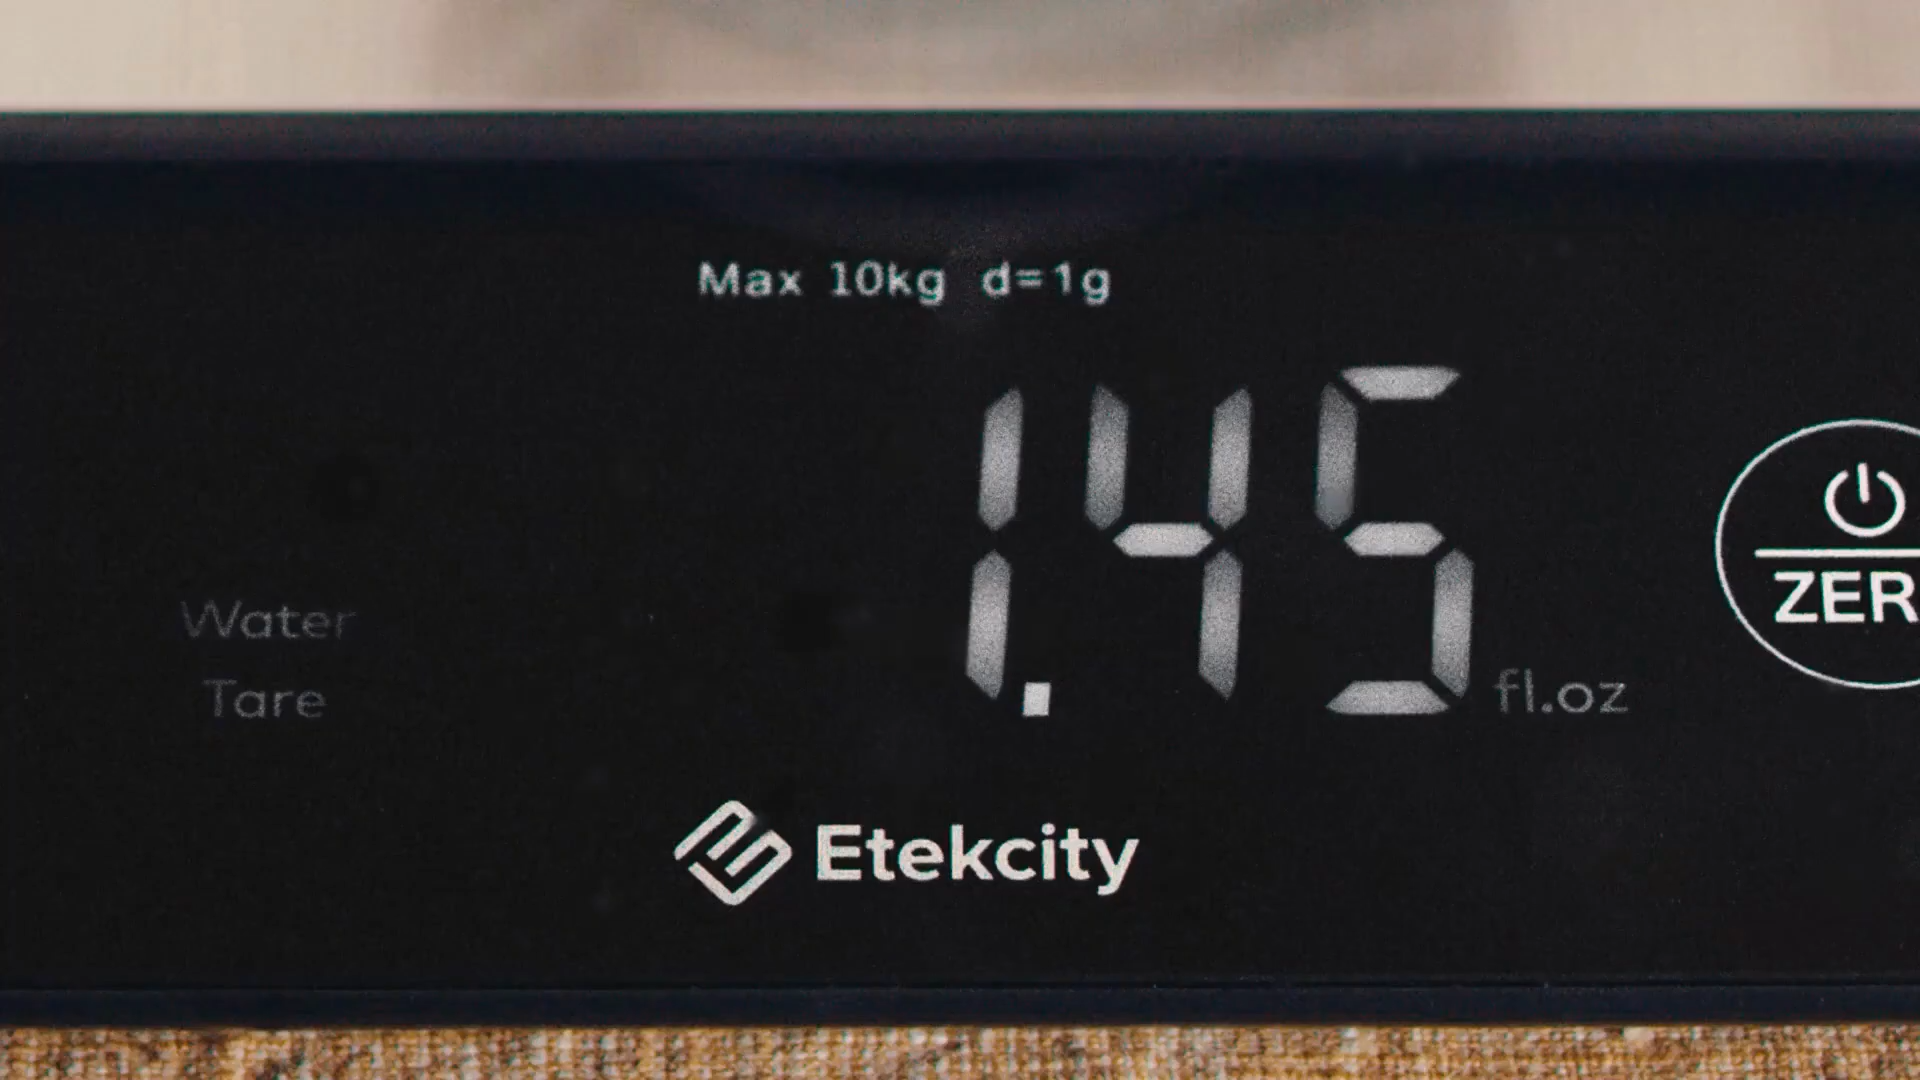 Max 10kg d=1g
1.45 fl.oz
Water
Tare
ZER
Etekcity